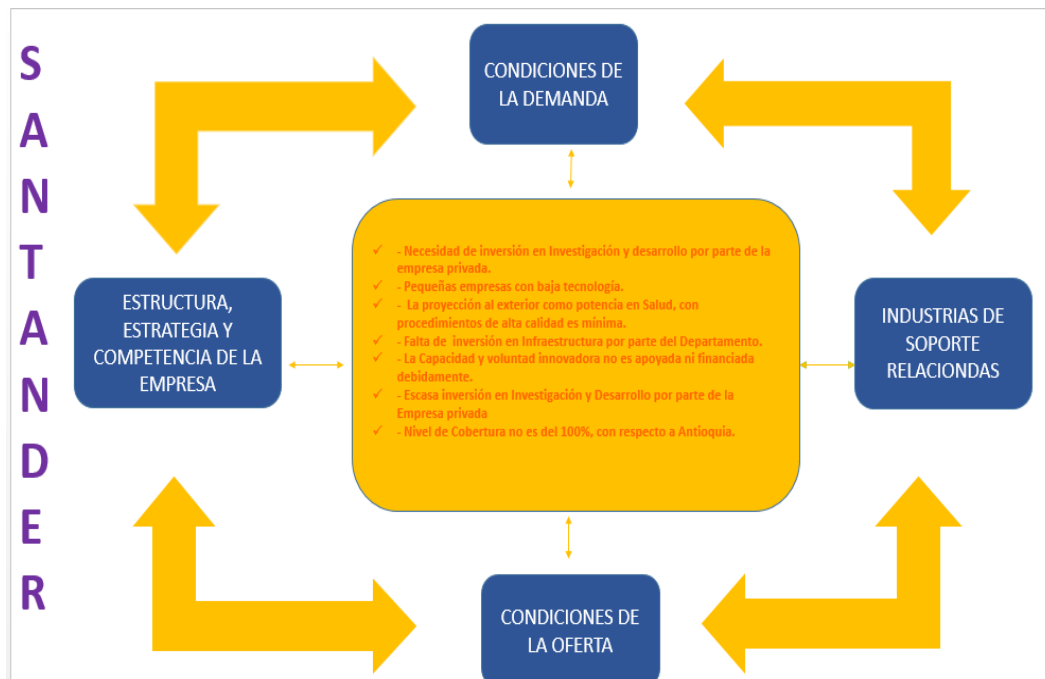 SANTANDER
CONDICIONES DE
LA DEMANDA
✓ - Necesidad de inversión en Investigación y desarrollo por parte de la
empresa privada.
✓ - Pequeñas empresas con baja tecnología.
✓ - La proyección al exterior como potencia en Salud, con
procedimientos de alta calidad es mínima.
✓ - Falta de inversión en Infraestructura por parte del Departamento.
✓ - La Capacidad y voluntad innovadora no es apoyada ni financiada
debidamente.
✓ - Escasa inversión en Investigación y Desarrollo por parte de la
Empresa privada
✓ - Nivel de Cobertura no es del 100%, con respecto a Antioquia.
ESTRUCTURA,
ESTRATEGIA Y
COMPETENCIA DE LA
EMPRESA
INDUSTRIAS DE
SOPORTE
RELACIONDAS
CONDICIONES DE
LA OFERTA